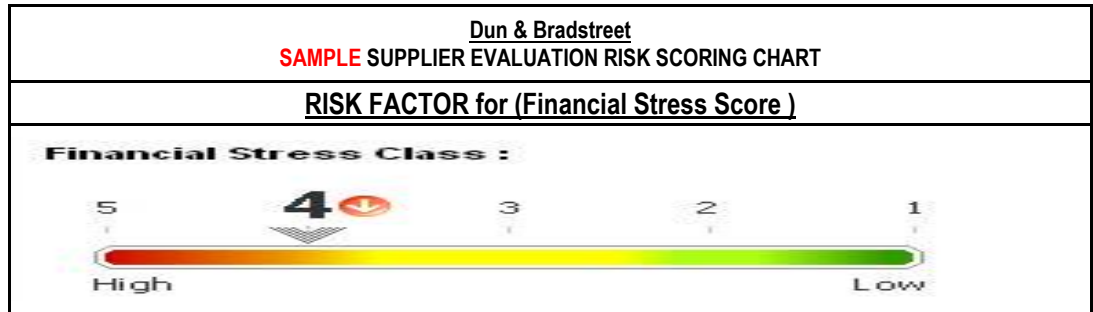 Dun & Bradstreet
SAMPLE SUPPLIER EVALUATION RISK SCORING CHART
RISK FACTOR for (Financial Stress Score )
Financial Stress Class :
5 4 3 2 1
High Low